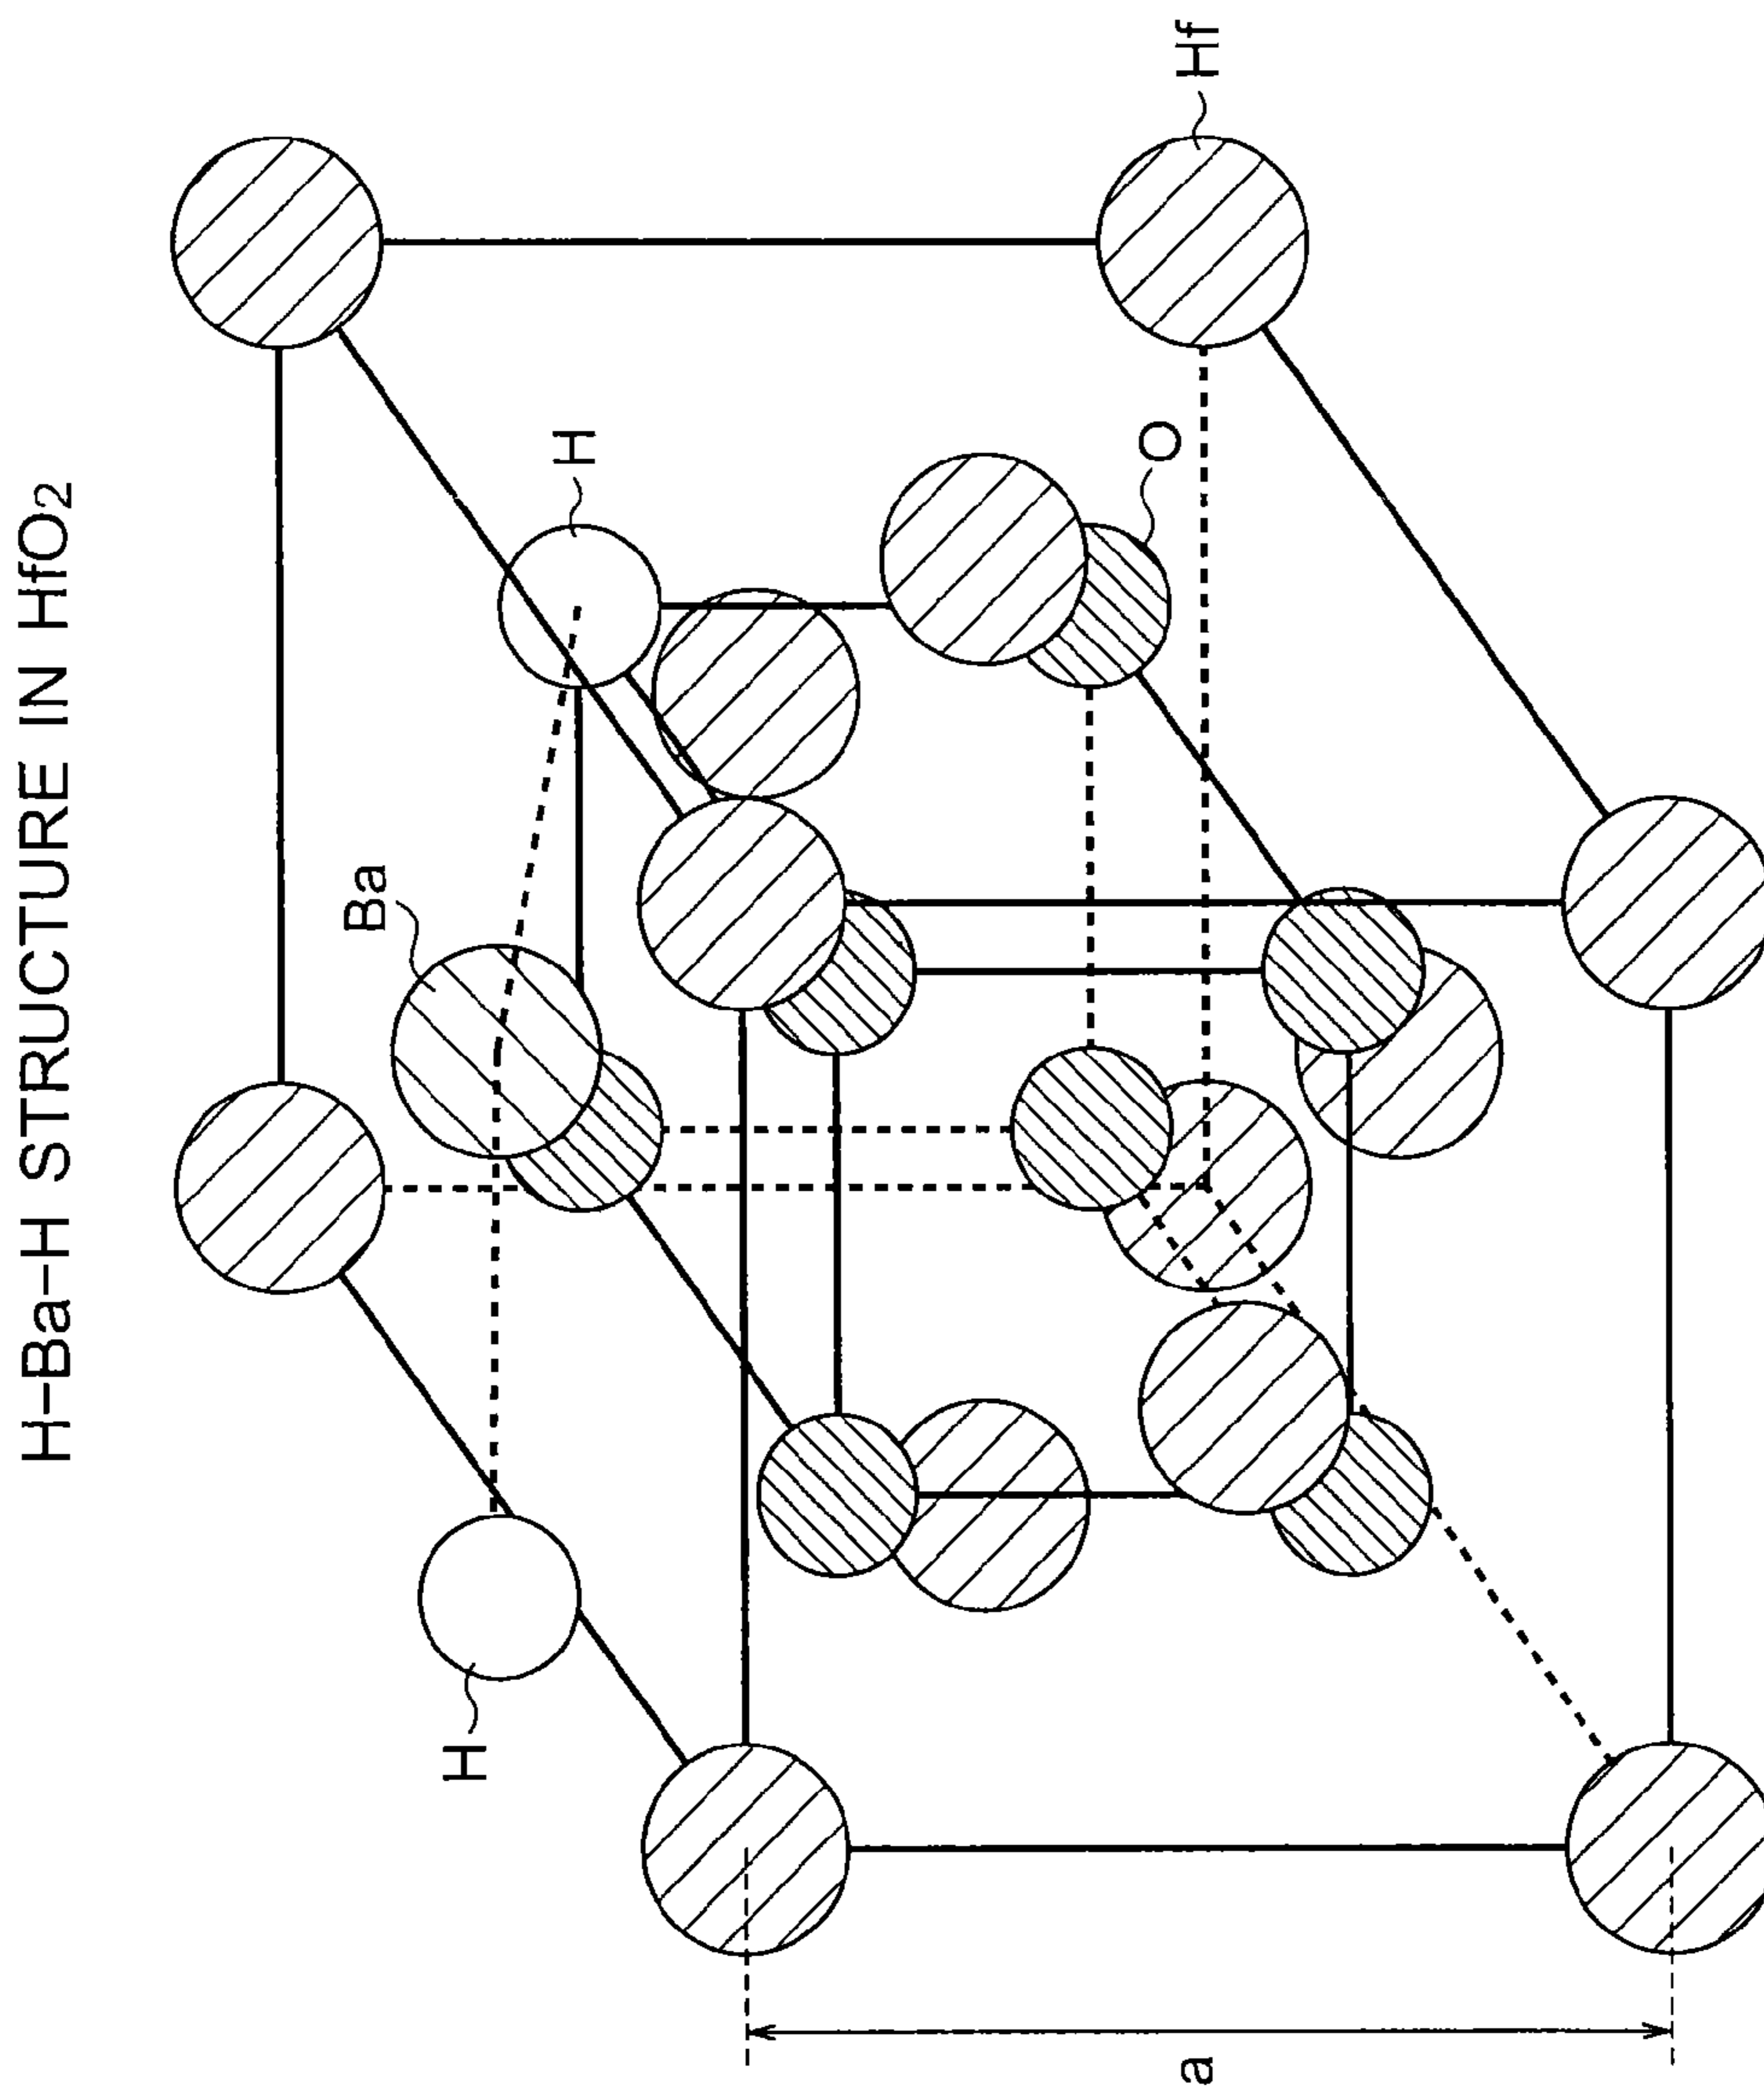 H-Ba-H STRUCTURE IN HfO₂
Hf
H
O
Ba
H
a